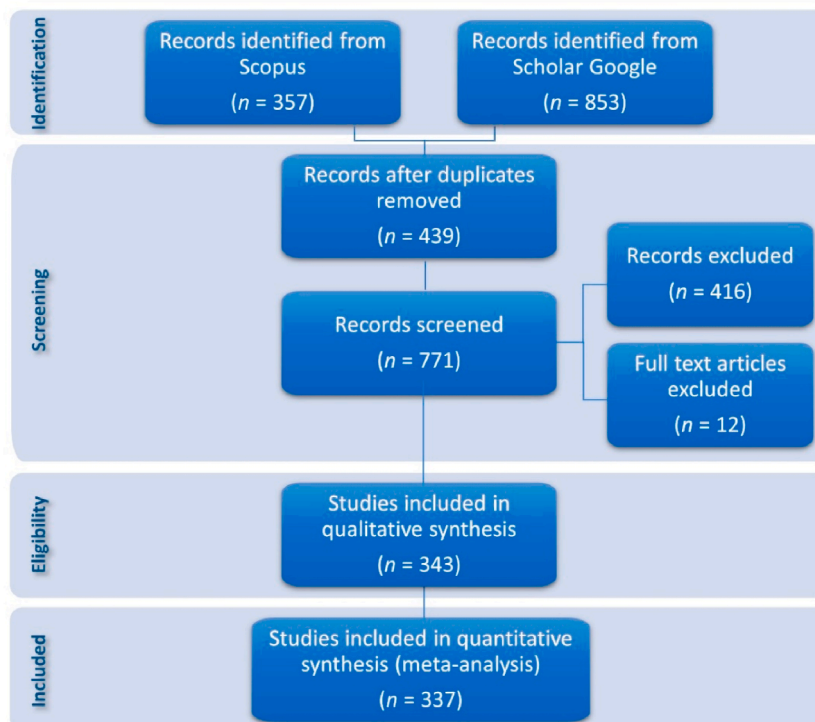 Identification
Records identified from
Scopus
(n = 357)
Records identified from
Scholar Google
(n = 853)
Screening
Records after duplicates
removed
(n = 439)
Records screened
(n = 771)
Records excluded
(n = 416)
Full text articles
excluded
(n = 12)
Eligibility
Studies included in
qualitative synthesis
(n = 343)
Included
Studies included in quantitative
synthesis (meta-analysis)
(n = 337)